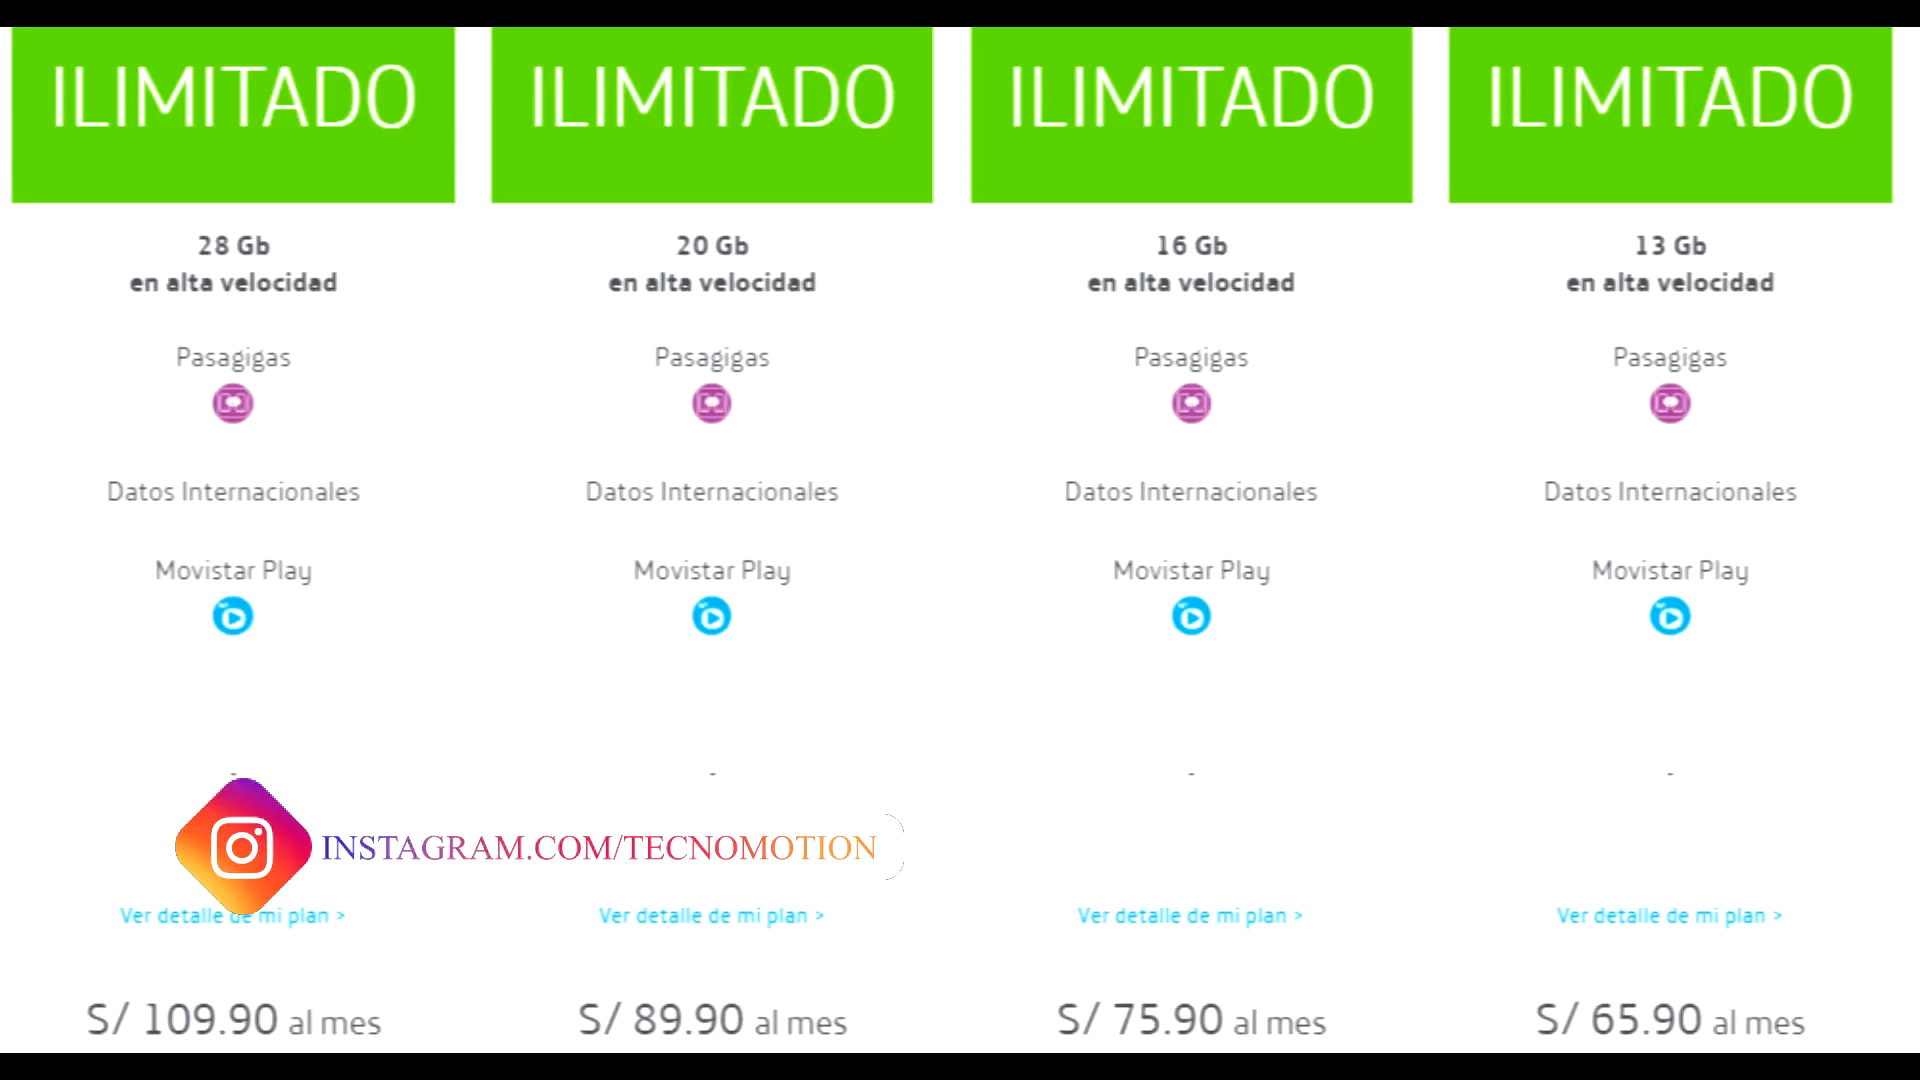 ILIMITADO ILIMITADO ILIMITADO ILIMITADO
28 Gb 20 Gb 16 Gb 13 Gb
en alta velocidad en alta velocidad en alta velocidad en alta velocidad
Pasagigas Pasagigas Pasagigas Pasagigas
Datos Internacionales Datos Internacionales Datos Internacionales Datos Internacionales
Movistar Play Movistar Play Movistar Play Movistar Play
- - - -
INSTAGRAM.COM/TECNOMOTION
Ver detalle de mi plan > Ver detalle de mi plan > Ver detalle de mi plan > Ver detalle de mi plan >
S/ 109.90 al mes S/ 89.90 al mes S/ 75.90 al mes S/ 65.90 al mes